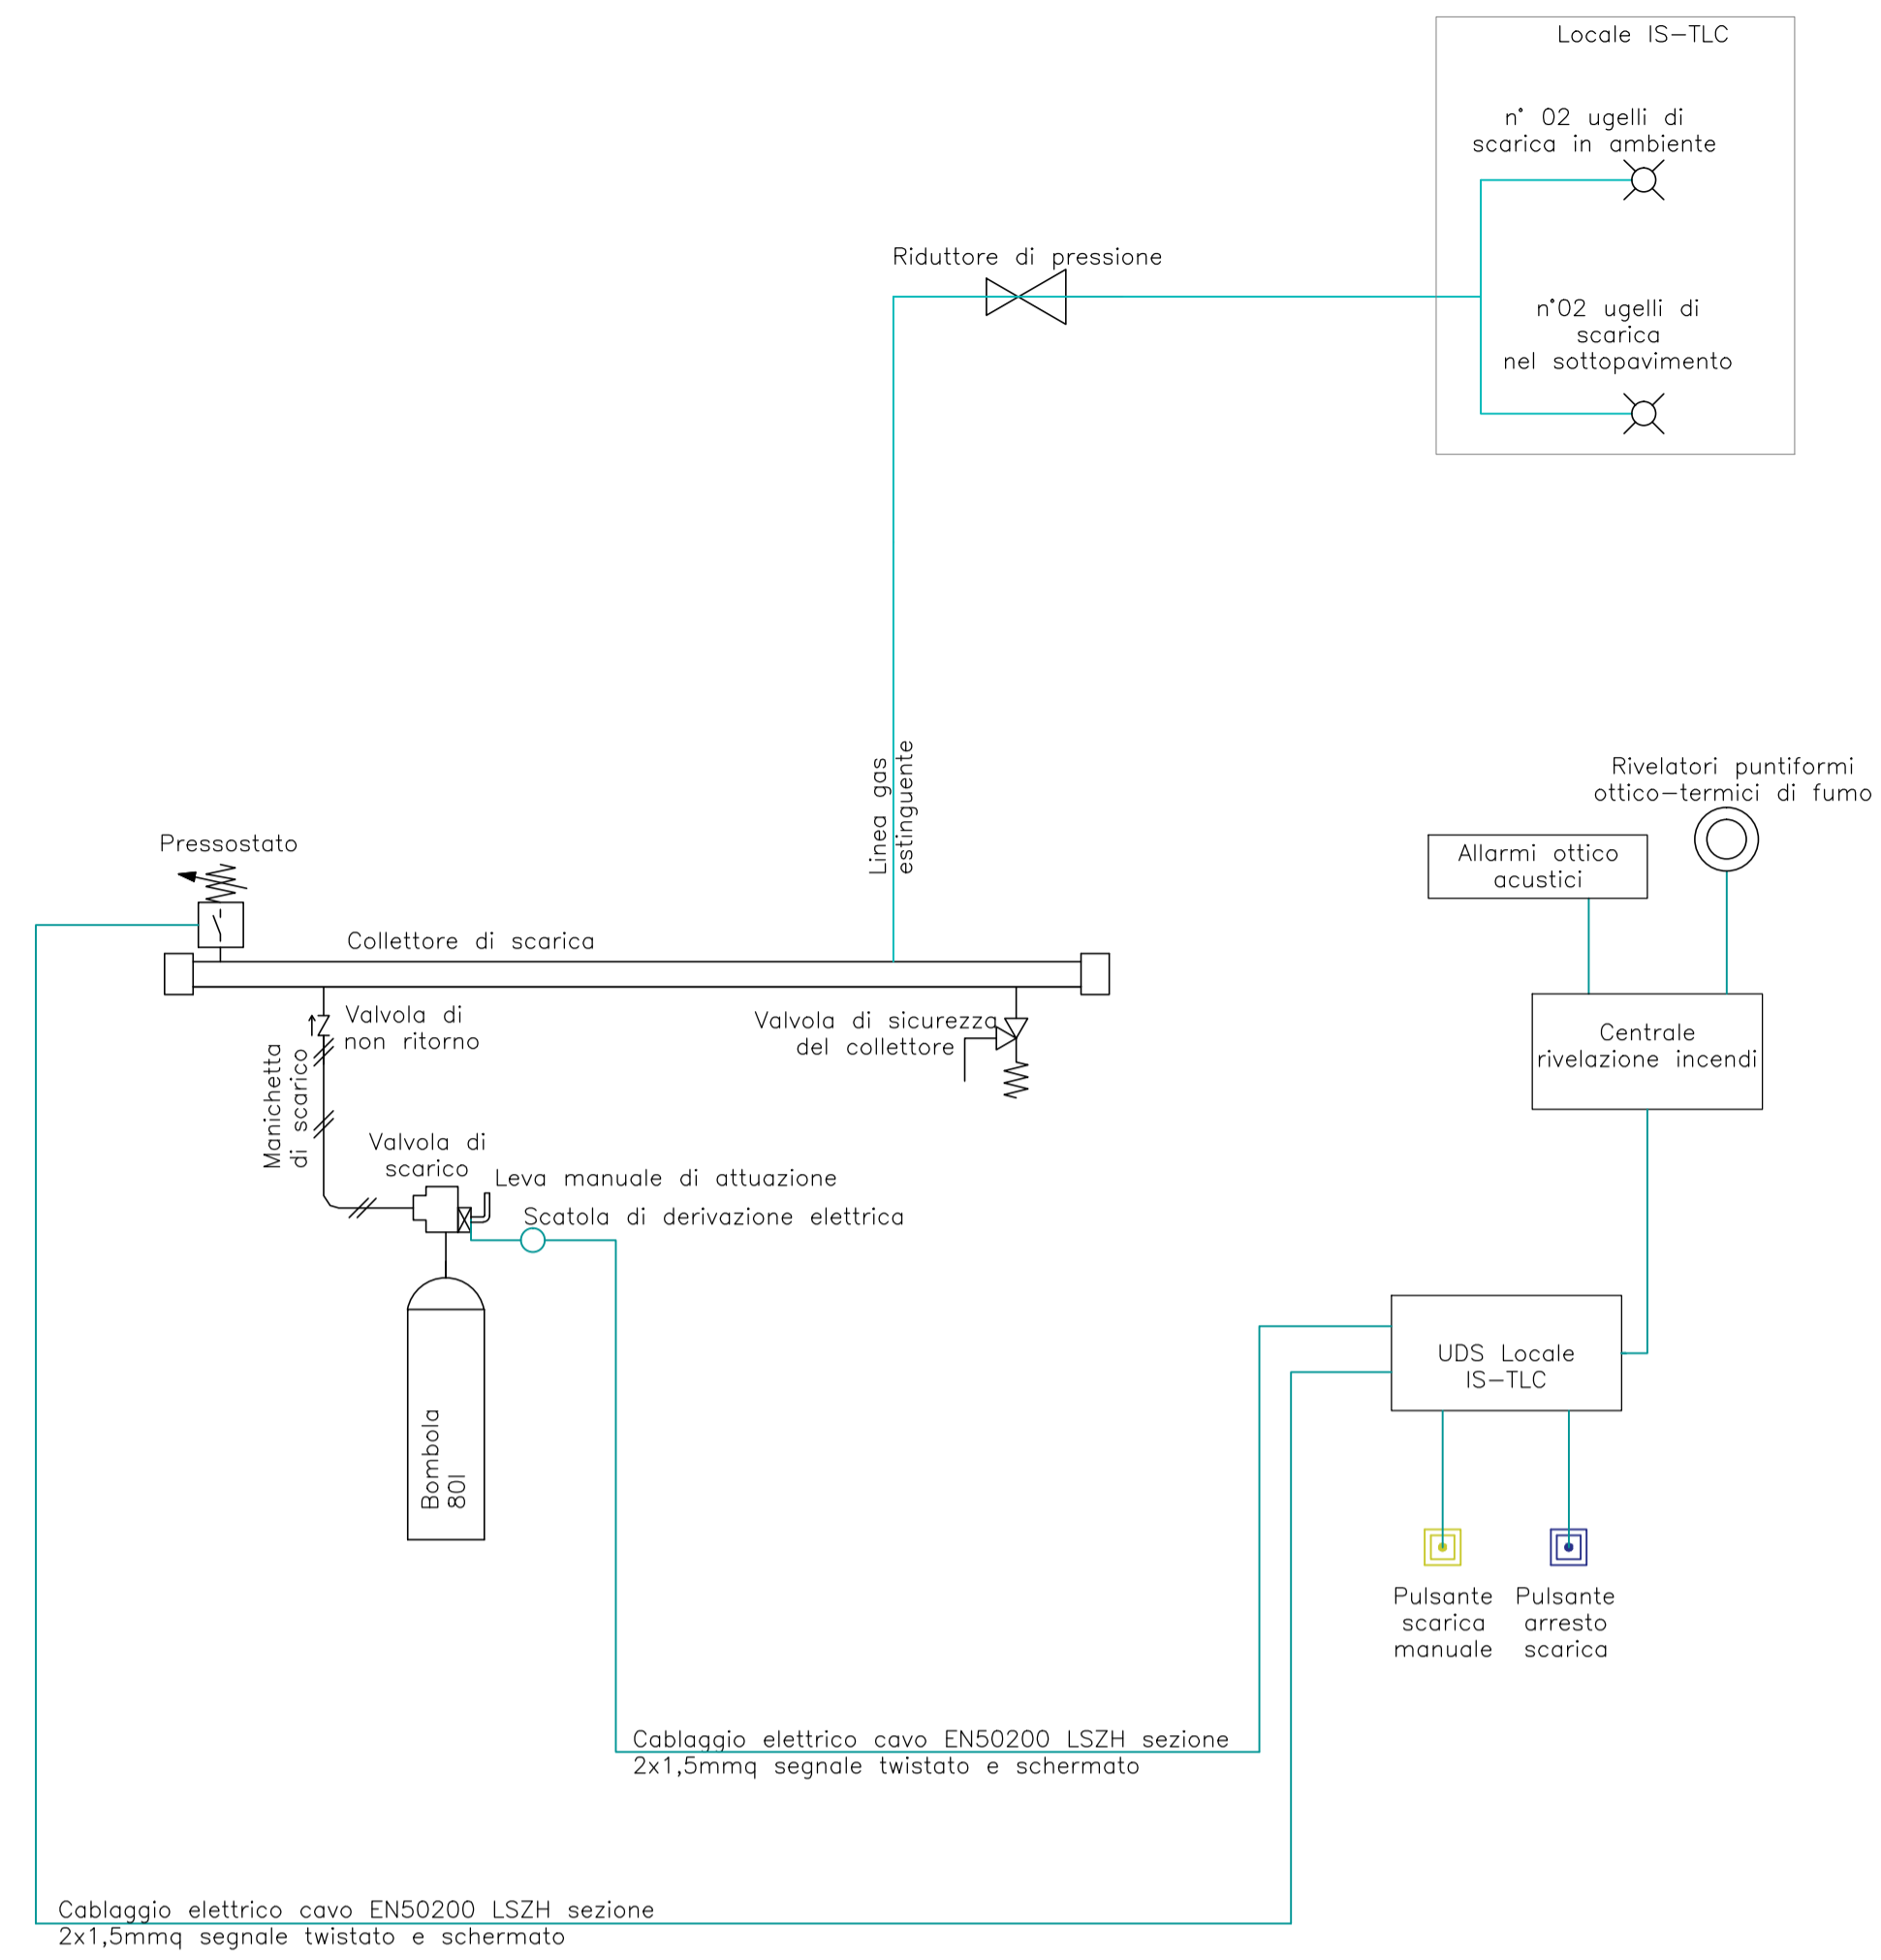 Locale IS-TLC
n° 02 ugelli di
scarica in ambiente
Riduttore di pressione
n°02 ugelli di
scarica
nel sottopavimento
Linea gas
estinguente
Rivelatori puntiformi
ottico-termici di fumo
Allarmi ottico
acustici
Pressostato
Collettore di scarica
Valvola di
non ritorno
Valvola di sicurezza
del collettore
Centrale
rivelazione incendi
Manichetta
di scarico
Valvola di
scarico
Leva manuale di attuazione
Scatola di derivazione elettrica
UDS Locale
IS-TLC
Bombola
80l
Pulsante
scarica
manuale
Pulsante
arresto
scarica
Cablaggio elettrico cavo EN50200 LSZH sezione
2x1,5mmq segnale twistato e schermato
Cablaggio elettrico cavo EN50200 LSZH sezione
2x1,5mmq segnale twistato e schermato